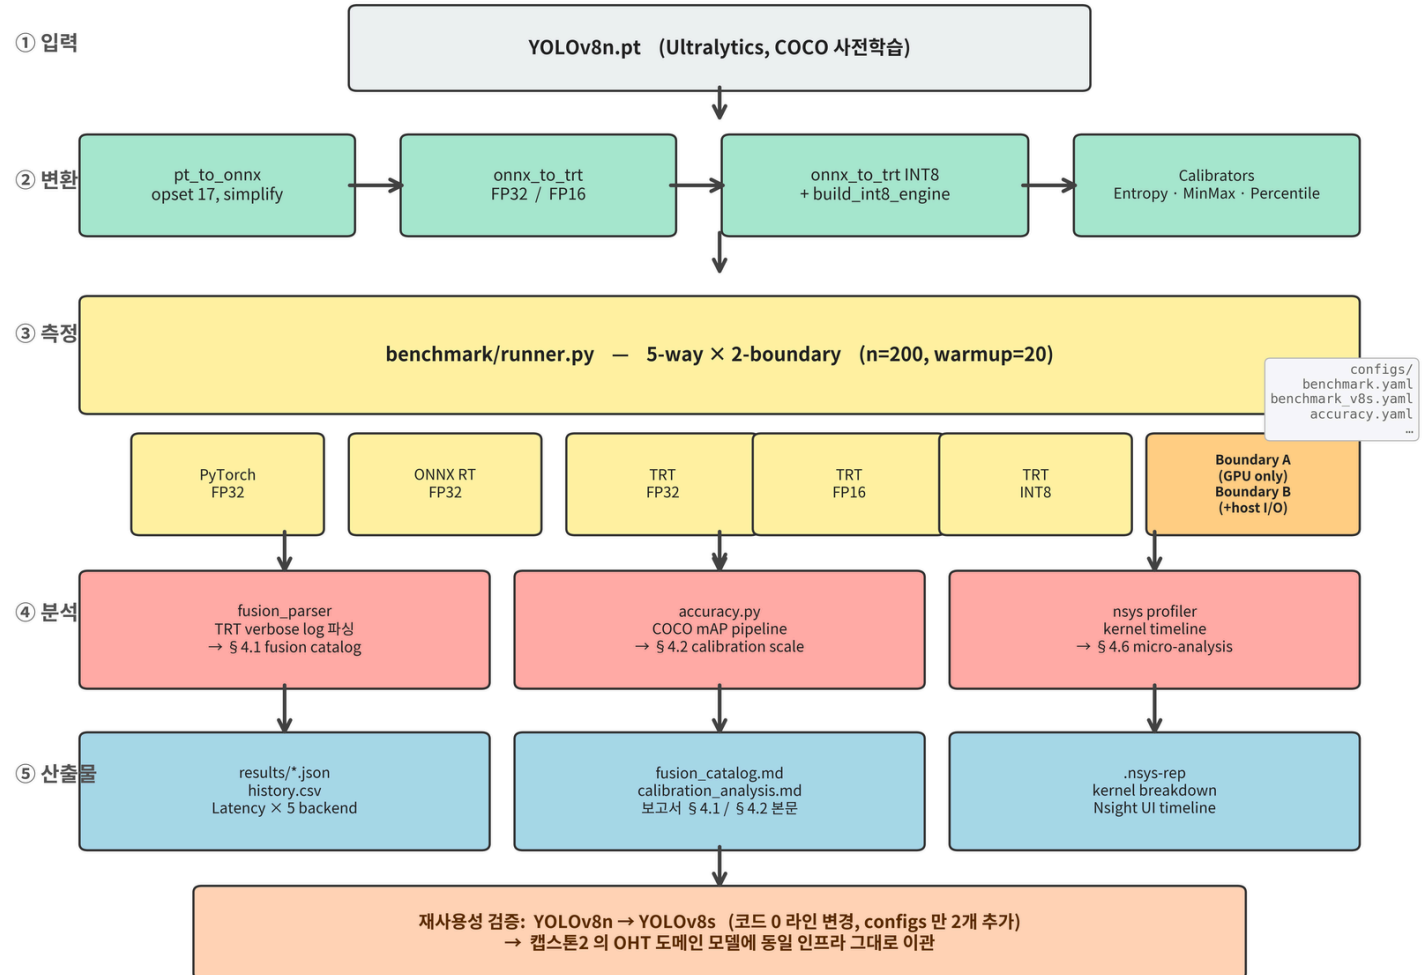 ① 입력
YOLOv8n.pt (Ultralytics, COCO 사전학습)
② 변환
pt_to_onnx
opset 17, simplify
onnx_to_trt
FP32 / FP16
onnx_to_trt INT8
+ build_int8_engine
Calibrators
Entropy · MinMax · Percentile
③ 측정
benchmark/runner.py — 5-way × 2-boundary (n=200, warmup=20)
configs/
benchmark.yaml
benchmark_v8s.yaml
accuracy.yaml
…
PyTorch
FP32
ONNX RT
FP32
TRT
FP32
TRT
FP16
TRT
INT8
Boundary A
(GPU only)
Boundary B
(+host I/O)
④ 분석
fusion_parser
TRT verbose log 파싱
→ §4.1 fusion catalog
accuracy.py
COCO mAP pipeline
→ §4.2 calibration scale
nsys profiler
kernel timeline
→ §4.6 micro-analysis
⑤ 산출물
results/*.json
history.csv
Latency × 5 backend
fusion_catalog.md
calibration_analysis.md
보고서 §4.1 / §4.2 본문
.nsys-rep
kernel breakdown
Nsight UI timeline
재사용성 검증: YOLOv8n → YOLOv8s (코드 0 라인 변경, configs 만 2개 추가)
→ 캡스톤2 의 OHT 도메인 모델에 동일 인프라 그대로 이관